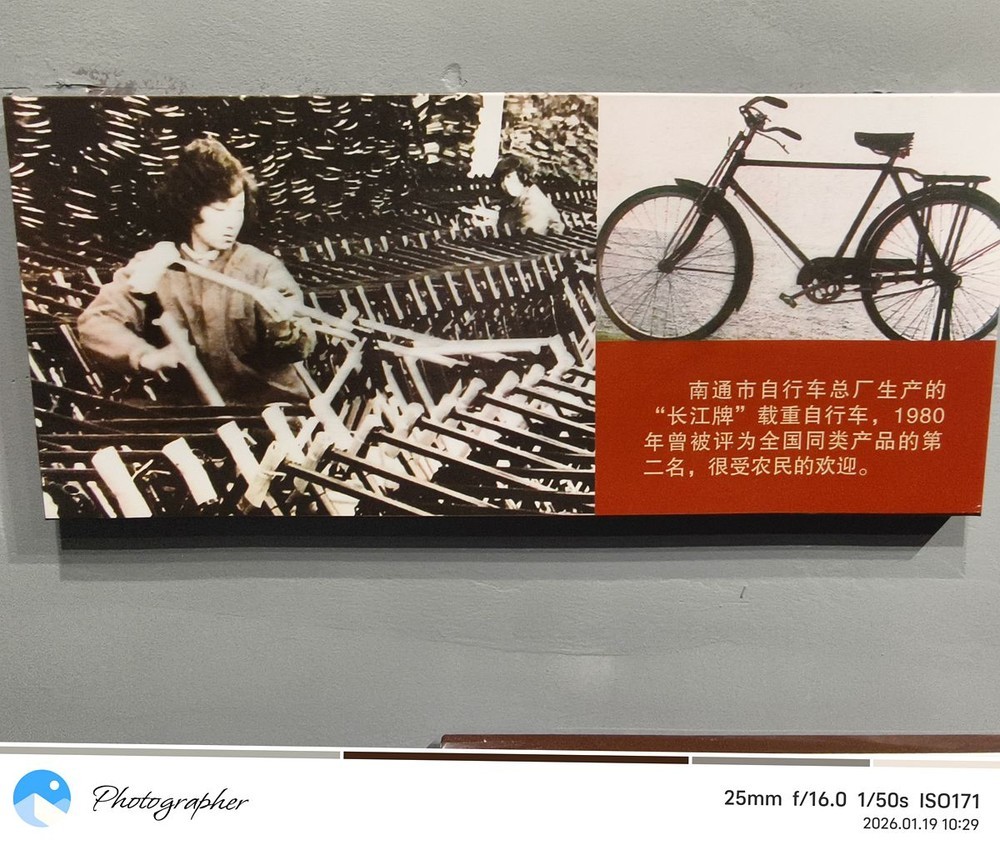 南通市自行车总厂生产的
“长江牌”载重自行车，1980
年曾被评为全国同类产品的第
二名，很受农民的欢迎。
Photographer
25mm f/16.0 1/50s ISO171
2026.01.19 10:29